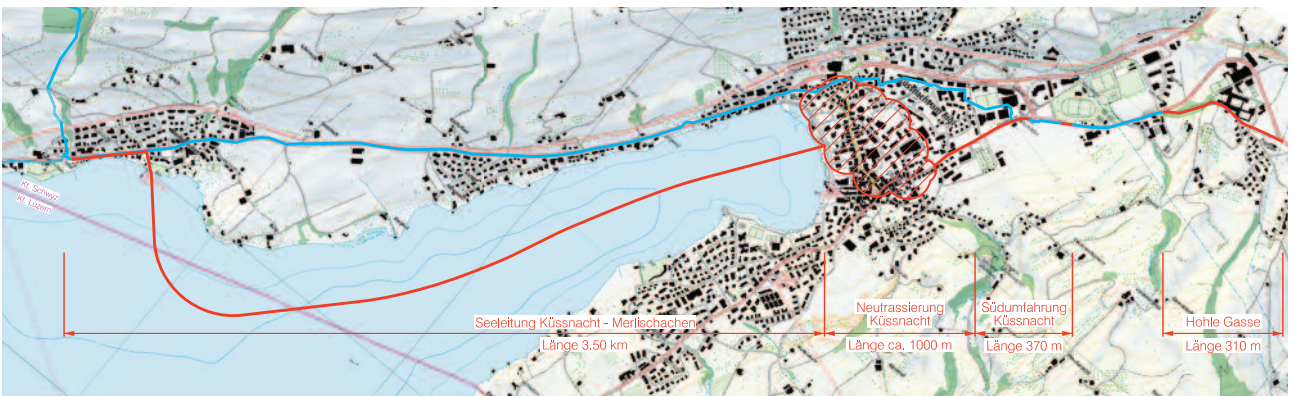 Kt. Schwyz
Kt. Luzern
Seeleitung Küssnacht - Merlischachen
Länge 3.50 km
Neutrassierung
Küssnacht
Länge ca. 1000 m
Südumfahrung
Küssnacht
Länge 370 m
Hohle Gasse
Länge 310 m